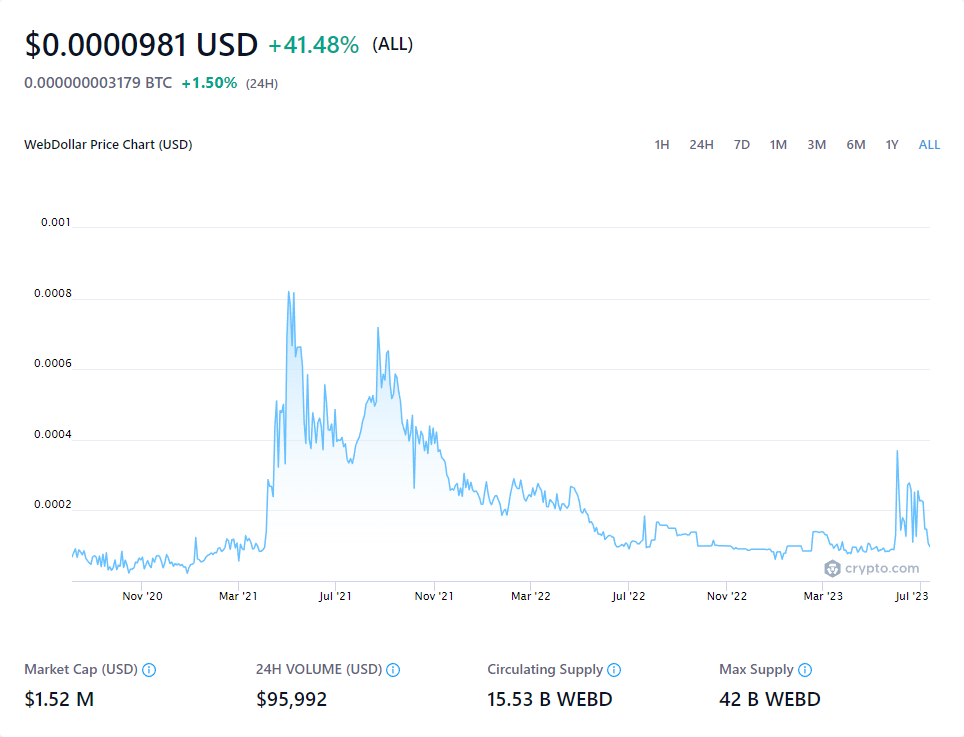 $0.0000981 USD +41.48% (ALL)
0.000000003179 BTC +1.50% (24H)
WebDollar Price Chart (USD) 1H 24H 7D 1M 3M 6M 1Y ALL
0.001
0.0008
0.0006
0.0004
0.0002
crypto.com
Nov '20 Mar '21 Jul '21 Nov '21 Mar '22 Jul '22 Nov '22 Mar '23 Jul '23
Market Cap (USD) 24H VOLUME (USD) Circulating Supply Max Supply
$1.52 M $95,992 15.53 B WEBD 42 B WEBD